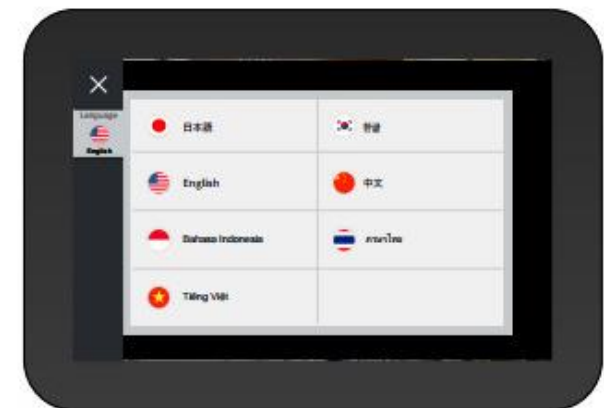 Language
English
日本語
한글
English
中文
Bahasa Indonesia
ภาษาไทย
Tiếng Việt